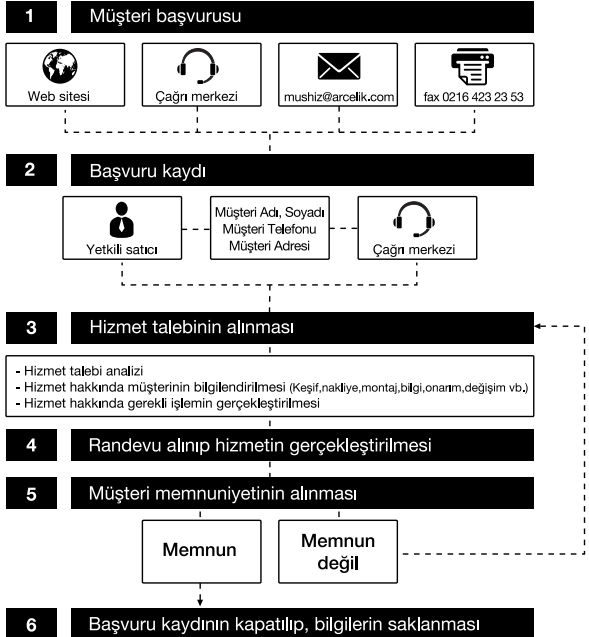 1 Müşteri başvurusu
Web sitesi
Çağrı merkezi
mushiz@arcelik.com
fax 0216 423 23 53
2 Başvuru kaydı
Yetkili satıcı
Müşteri Adı, Soyadı
Müşteri Telefonu
Müşteri Adresi
Çağrı merkezi
3 Hizmet talebinin alınması
- Hizmet talebi analizi
- Hizmet hakkında müşterinin bilgilendirilmesi (Keşif,nakliye,montaj,bilgi,onarım,değişim vb.)
- Hizmet hakkında gerekli işlemin gerçekleştirilmesi
4 Randevu alınıp hizmetin gerçekleştirilmesi
5 Müşteri memnuniyetinin alınması
Memnun
Memnun
değil
6 Başvuru kaydının kapatılıp, bilgilerin saklanması